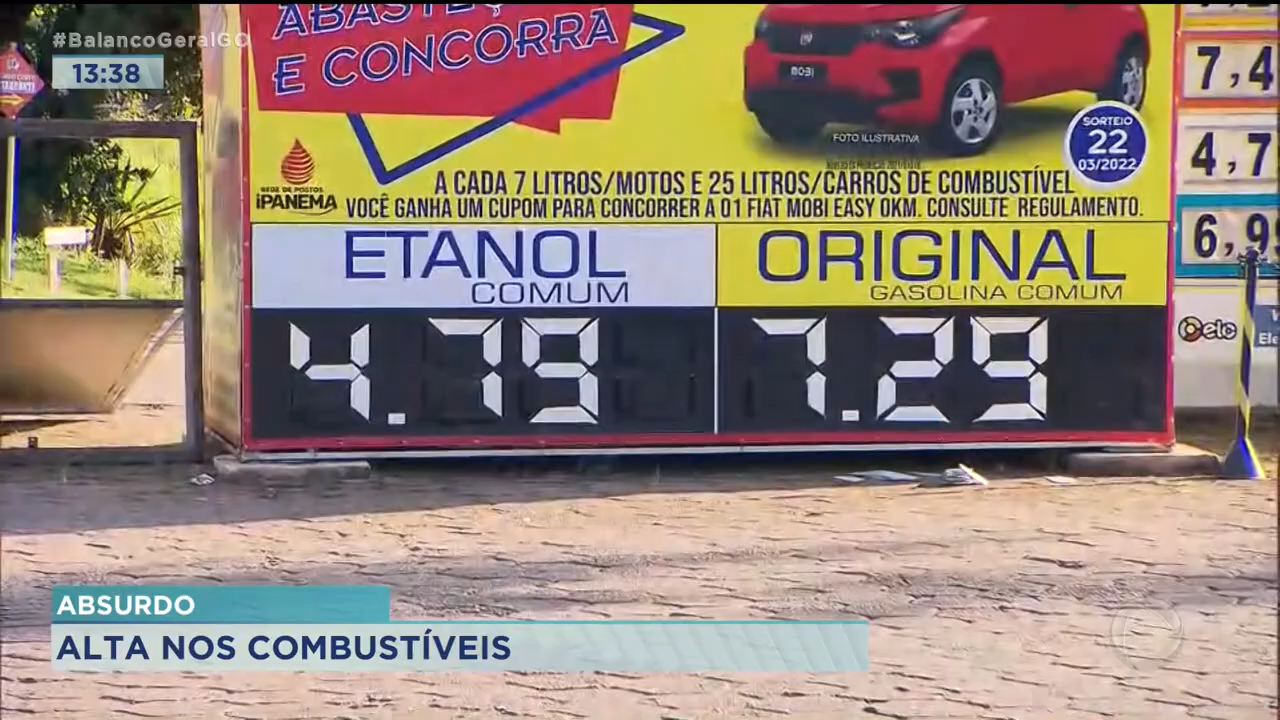 #BalancoGeralGO
13:38
E CONCORRA
MOBI
FOTO ILUSTRATIVA
SORTEIO
22
03/2022
REDE DE POSTOS
iPANEMA
A CADA 7 LITROS/MOTOS E 25 LITROS/CARROS DE COMBUSTÍVEL
VOCÊ GANHA UM CUPOM PARA CONCORRER A 01 FIAT MOBI EASY 0KM. CONSULTE REGULAMENTO.
ETANOL
COMUM
4.79
ORIGINAL
GASOLINA COMUM
7.29
7,4
4,7
6,9
elo
ABSURDO
ALTA NOS COMBUSTÍVEIS